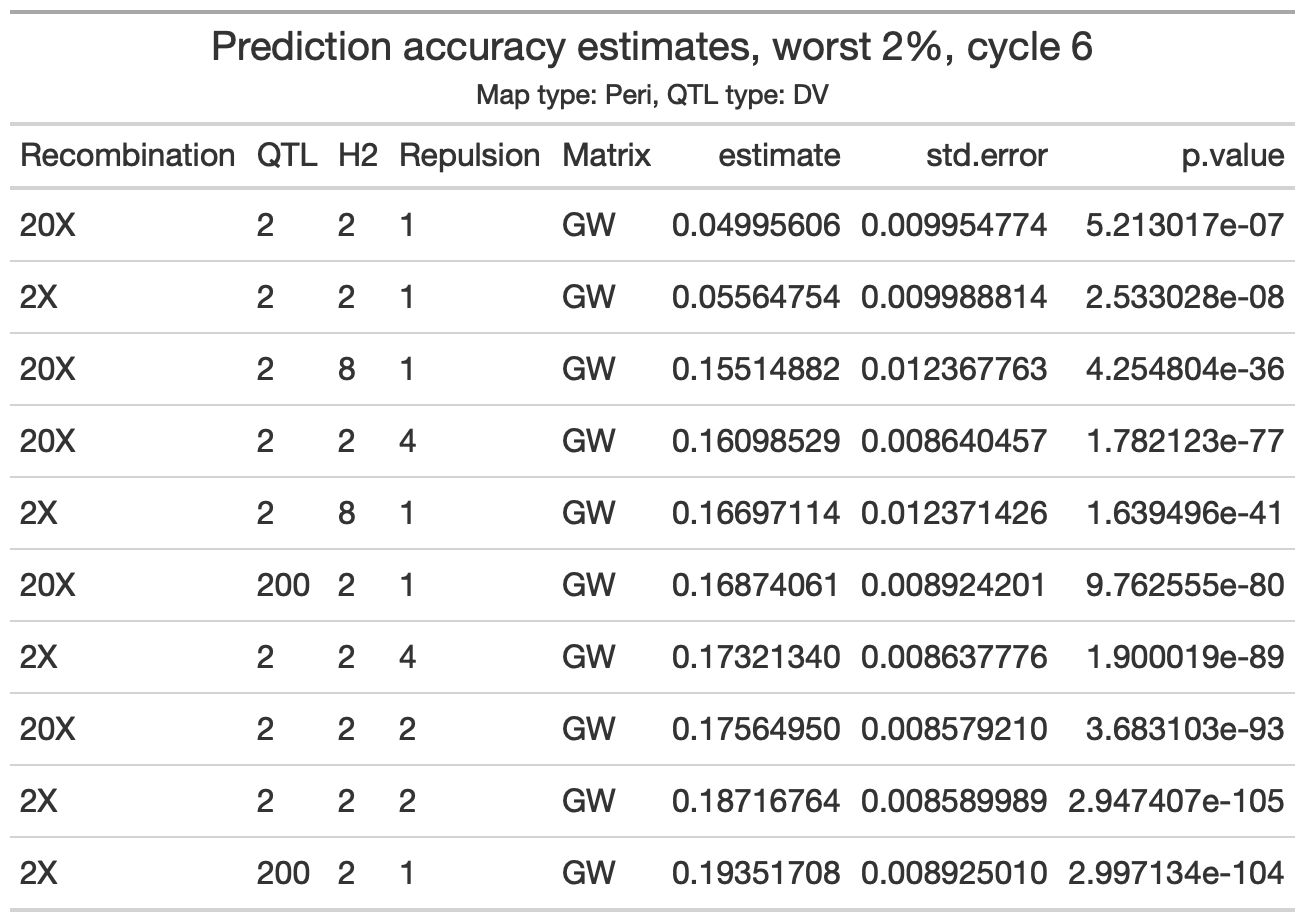 Prediction accuracy estimates, worst 2%, cycle 6
Map type: Peri, QTL type: DV
Recombination QTL H2 Repulsion Matrix estimate std.error p.value
20X 2 2 1 GW 0.04995606 0.009954774 5.213017e-07
2X 2 2 1 GW 0.05564754 0.009988814 2.533028e-08
20X 2 8 1 GW 0.15514882 0.012367763 4.254804e-36
20X 2 2 4 GW 0.16098529 0.008640457 1.782123e-77
2X 2 8 1 GW 0.16697114 0.012371426 1.639496e-41
20X 200 2 1 GW 0.16874061 0.008924201 9.762555e-80
2X 2 2 4 GW 0.17321340 0.008637776 1.900019e-89
20X 2 2 2 GW 0.17564950 0.008579210 3.683103e-93
2X 2 2 2 GW 0.18716764 0.008589989 2.947407e-105
2X 200 2 1 GW 0.19351708 0.008925010 2.997134e-104